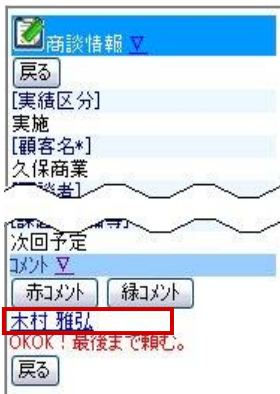 商談情報 ▽
戻る
[実績区分]
実施
[顧客名*]
久保商業
者]
次回予定
コメント ▽
赤コメント 緑コメント
木村 雅弘
OKOK！最後まで頼む。
戻る